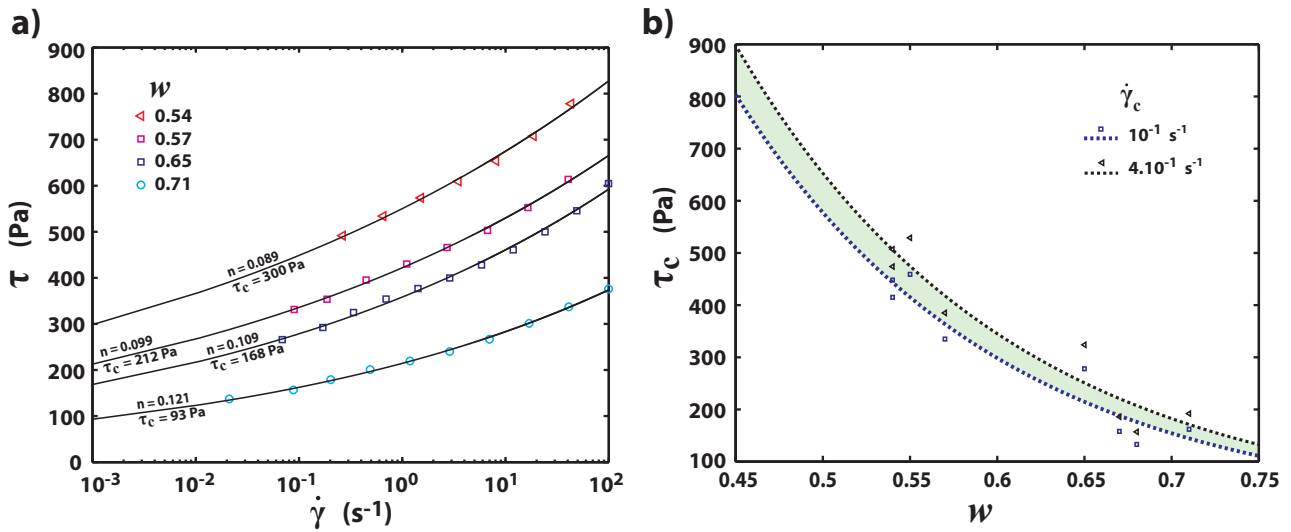 a)
900
800
700
600
500
400
300
200
100
0
τ (Pa)
w
0.54
0.57
0.65
0.71
n = 0.089
τc = 300 Pa
n = 0.099
τc = 212 Pa
n = 0.109
τc = 168 Pa
n = 0.121
τc = 93 Pa
10⁻³ 10⁻² 10⁻¹ 10⁰ 10¹ 10²
γ̇ (s⁻¹)
b)
900
800
700
600
500
400
300
200
100
τc (Pa)
γ̇c
10⁻¹ s⁻¹
4.10⁻¹ s⁻¹
0.45 0.5 0.55 0.6 0.65 0.7 0.75
w